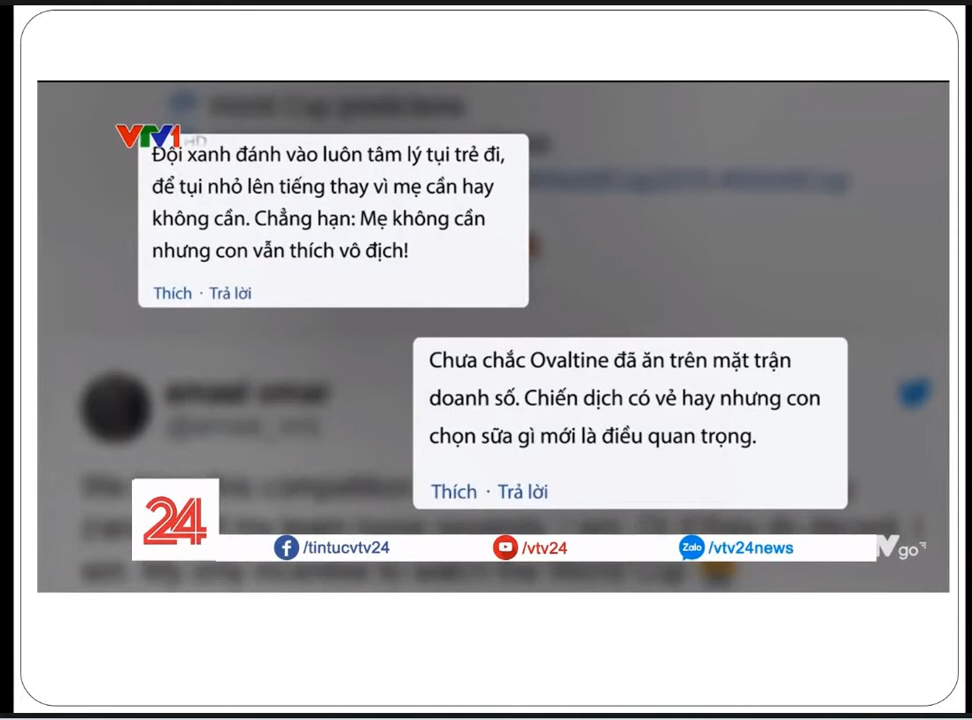 VTV1
HD
Đội xanh đánh vào luôn tâm lý tụi trẻ đi,
để tụi nhỏ lên tiếng thay vì mẹ cần hay
không cần. Chẳng hạn: Mẹ không cần
nhưng con vẫn thích vô địch!
Thích · Trả lời
Chưa chắc Ovaltine đã ăn trên mặt trận
doanh số. Chiến dịch có vẻ hay nhưng con
chọn sữa gì mới là điều quan trọng.
Thích · Trả lời
24
/tintucvtv24
/vtv24
Zalo /vtv24news
go